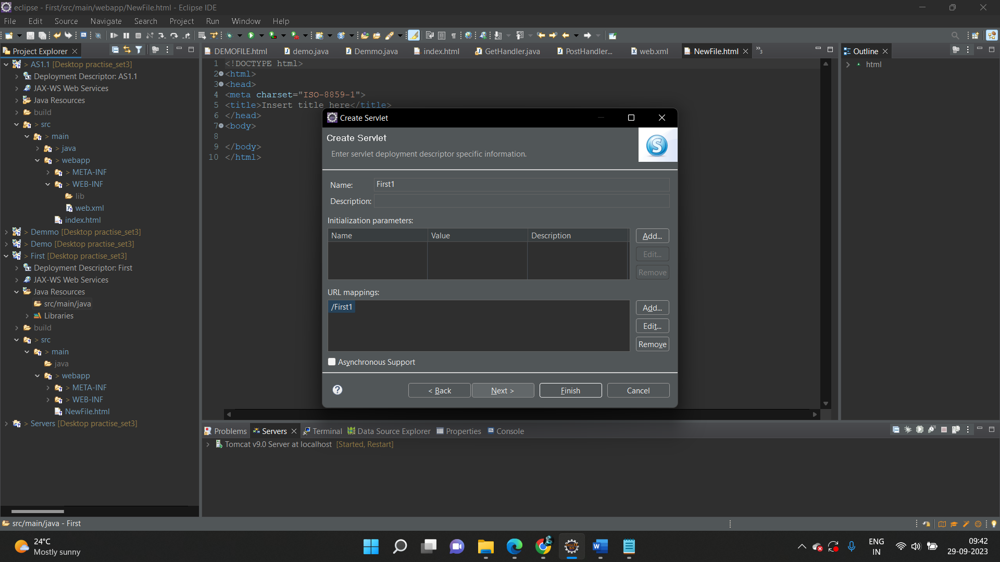 eclipse - First/src/main/webapp/NewFile.html - Eclipse IDE
File Edit Source Navigate Search Project Run Window Help
Project Explorer
> AS1.1 [Desktop practise_set3]
Deployment Descriptor: AS1.1
JAX-WS Web Services
Java Resources
build
> src
> main
> java
> webapp
> META-INF
> WEB-INF
lib
web.xml
index.html
> Demmo [Desktop practise_set3]
> Demo [Desktop practise_set3]
> First [Desktop practise_set3]
Deployment Descriptor: First
JAX-WS Web Services
Java Resources
src/main/java
Libraries
build
> src
> main
java
> webapp
> META-INF
> WEB-INF
NewFile.html
> Servers [Desktop practise_set3]
DEMOFILE.html demo.java Demmo.java index.html GetHandler.java PostHandler... web.xml NewFile.html »3
1 <!DOCTYPE html>
2 <html>
3 <head>
4 <meta charset="ISO-8859-1">
5 <title>Insert title here</title>
6 </head>
7 <body>
8
9 </body>
10 </html>
Outline
html
Create Servlet
Create Servlet
Enter servlet deployment descriptor specific information.
S
Name: First1
Description:
Initialization parameters:
Name Value Description
Add...
Edit...
Remove
URL mappings:
/First1
Add...
Edit...
Remove
Asynchronous Support
?
< Back Next > Finish Cancel
Problems Servers Terminal Data Source Explorer Properties Console
Tomcat v9.0 Server at localhost [Started, Restart]
src/main/java - First
24°C
Mostly sunny
ENG
IN
09:42
29-09-2023